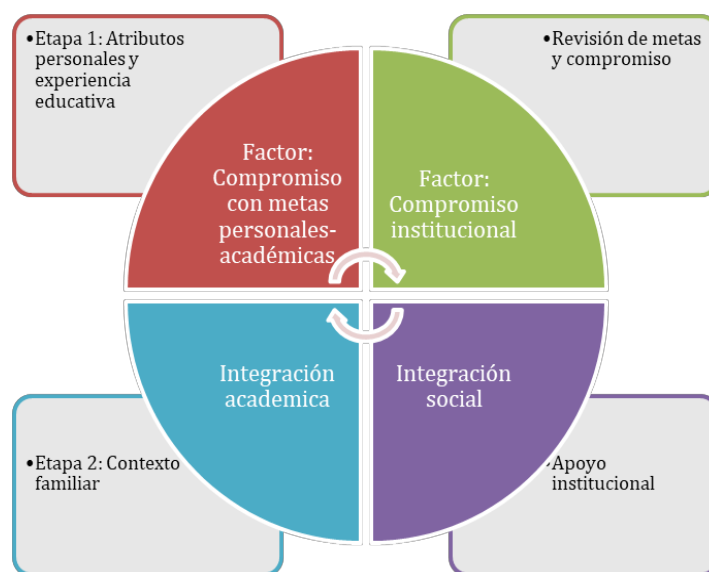 •Etapa 1: Atributos
personales y
experiencia
educativa
•Revisión de metas
y compromiso
Factor:
Compromiso
con metas
personales-
académicas
Factor:
Compromiso
institucional
Integración
academica
Integración
social
•Etapa 2: Contexto
familiar
•Apoyo
institucional